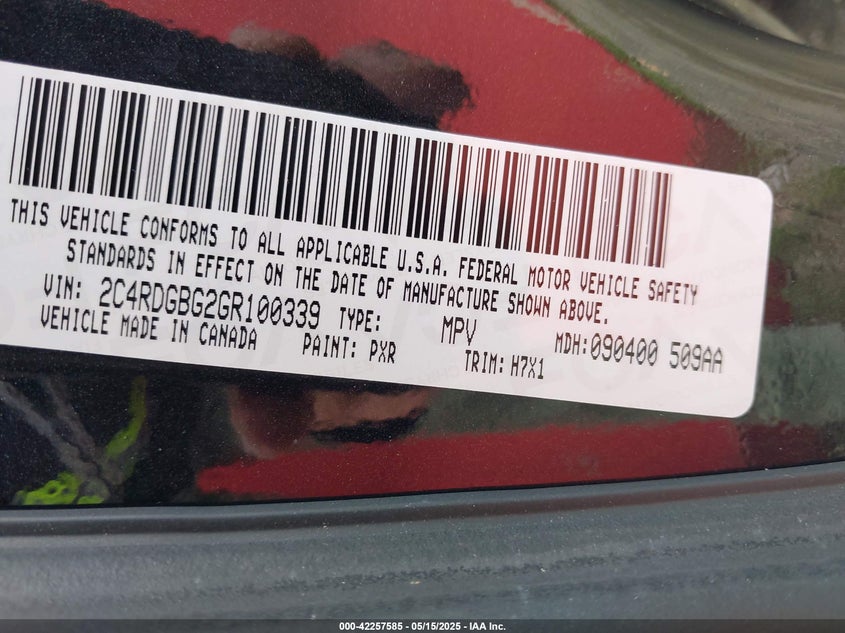 THIS VEHICLE CONFORMS TO ALL APPLICABLE U.S.A. FEDERAL MOTOR VEHICLE SAFETY
STANDARDS IN EFFECT ON THE DATE OF MANUFACTURE SHOWN ABOVE.
VIN: 2C4RDGBG2GR100339 TYPE: MPV MDH:090400 509AA
VEHICLE MADE IN CANADA PAINT: PXR TRIM: H7X1
000-42257585 - 05/15/2025 - IAA Inc.